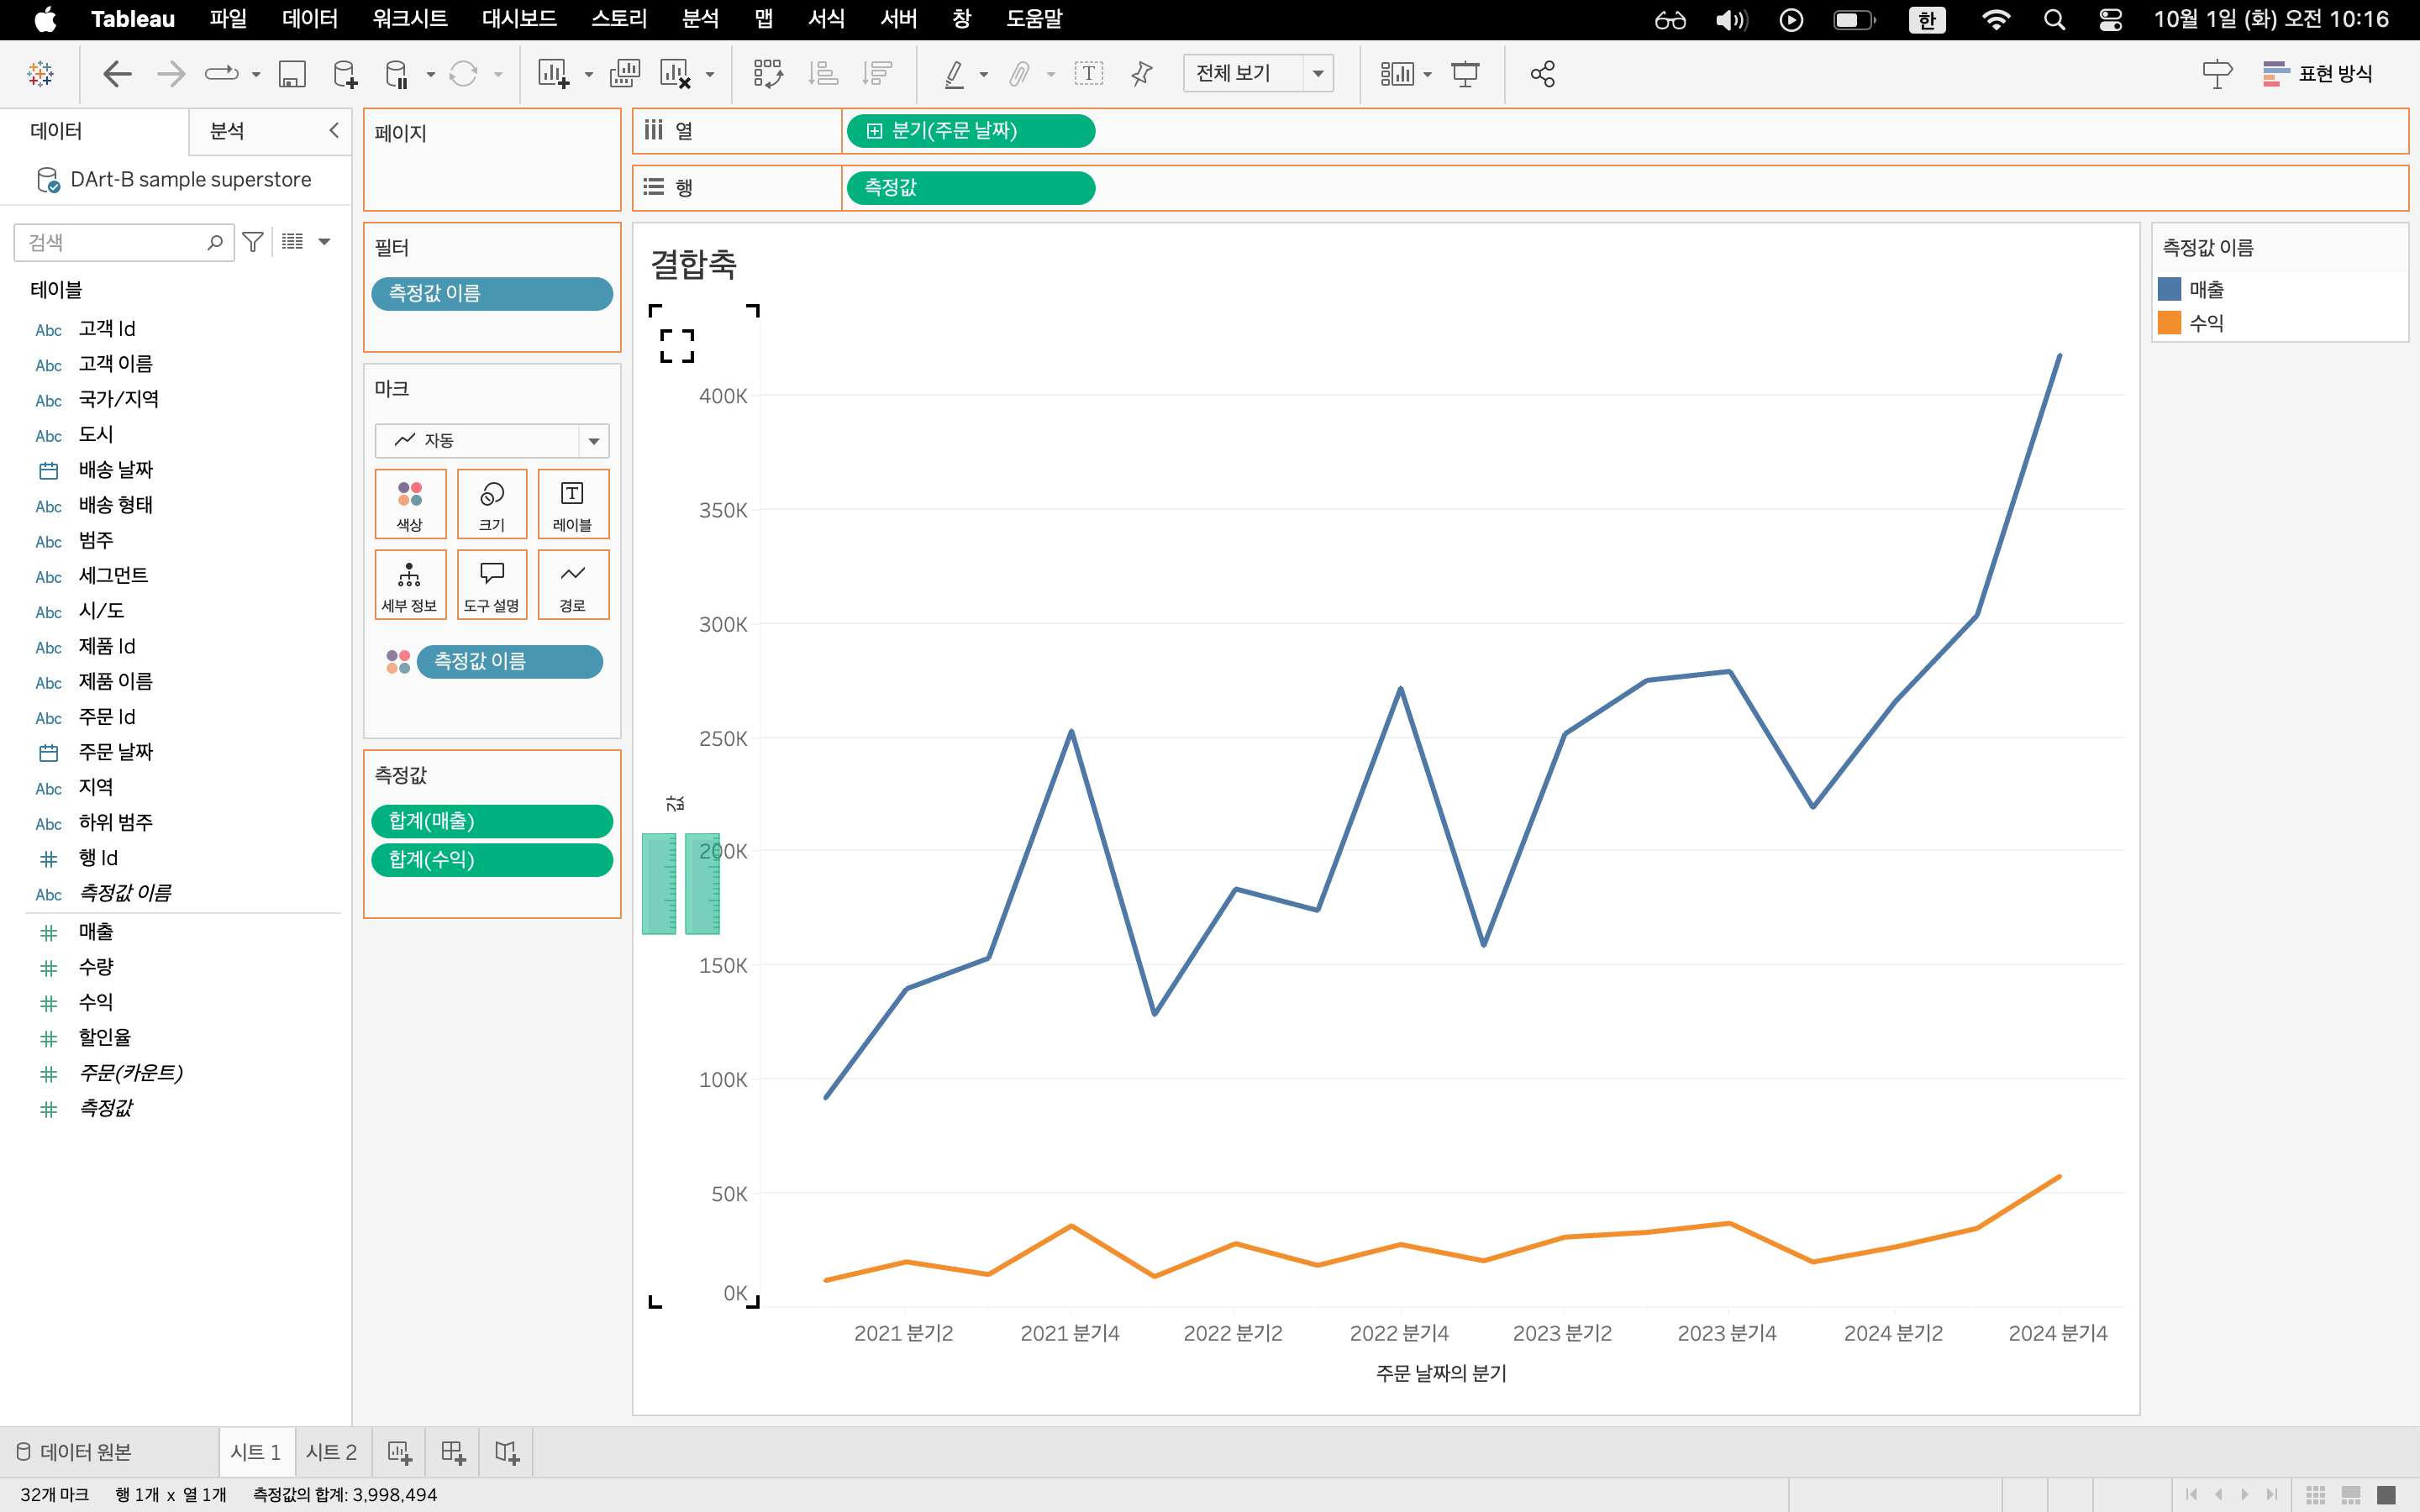 Tableau 파일 데이터 워크시트 대시보드 스토리 분석 맵 서식 서버 창 도움말 한 10월 1일 (화) 오전 10:16
전체 보기 표현 방식
데이터 분석
DArt-B sample superstore
검색
테이블
Abc 고객 Id
Abc 고객 이름
Abc 국가/지역
Abc 도시
배송 날짜
Abc 배송 형태
Abc 범주
Abc 세그먼트
Abc 시/도
Abc 제품 Id
Abc 제품 이름
Abc 주문 Id
주문 날짜
Abc 지역
Abc 하위 범주
행 Id
Abc 측정값 이름
매출
수량
수익
할인율
주문(카운트)
측정값
페이지
필터
측정값 이름
마크
자동
색상 크기 레이블
세부 정보 도구 설명 경로
측정값 이름
측정값
합계(매출)
합계(수익)
열 분기(주문 날짜)
행 측정값
결합축
400K
350K
300K
250K
값
200K
150K
100K
50K
0K
2021 분기2 2021 분기4 2022 분기2 2022 분기4 2023 분기2 2023 분기4 2024 분기2 2024 분기4
주문 날짜의 분기
측정값 이름
매출
수익
데이터 원본 시트 1 시트 2
32개 마크 행 1개 x 열 1개 측정값의 합계: 3,998,494